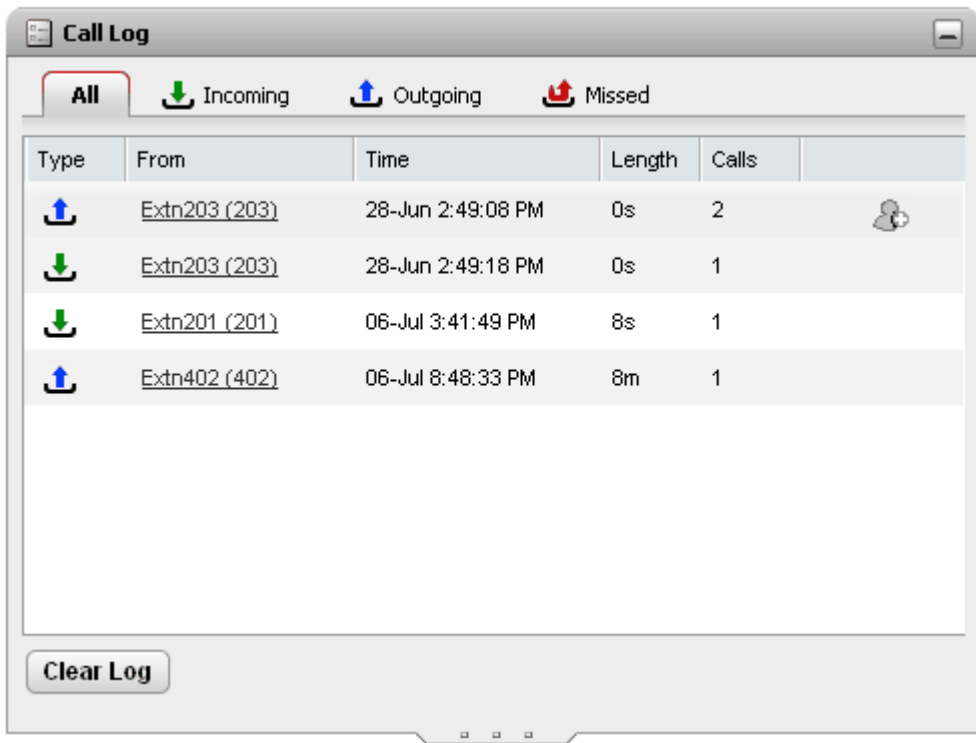 Call Log
All Incoming Outgoing Missed
Type From Time Length Calls
Extn203 (203) 28-Jun 2:49:08 PM 0s 2
Extn203 (203) 28-Jun 2:49:18 PM 0s 1
Extn201 (201) 06-Jul 3:41:49 PM 8s 1
Extn402 (402) 06-Jul 8:48:33 PM 8m 1
Clear Log